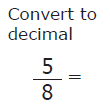 Convert to
decimal
5
8 =